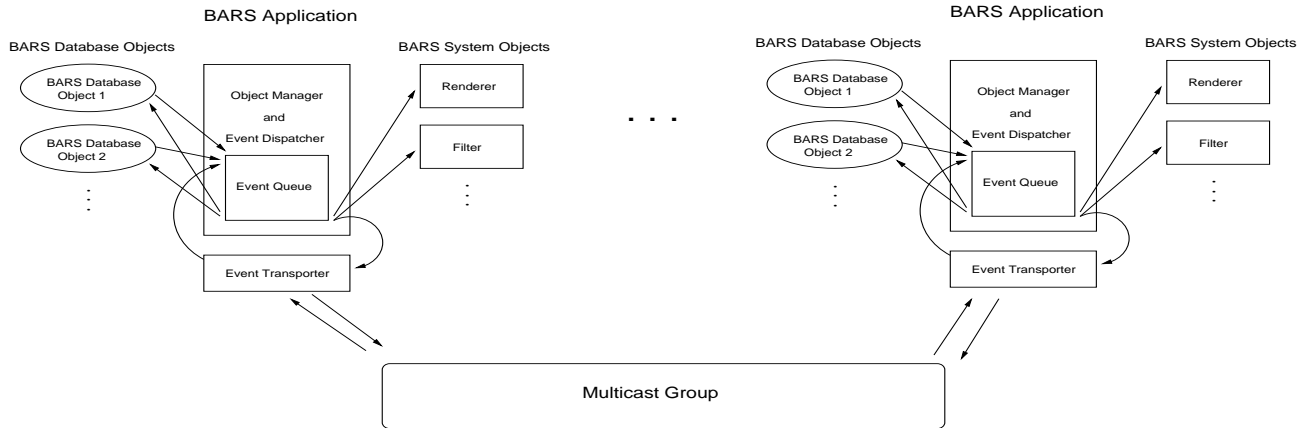 BARS Application
BARS Database Objects
BARS System Objects
BARS Database
Object 1
BARS Database
Object 2
Object Manager
and
Event Dispatcher
Event Queue
Renderer
Filter
Event Transporter
. . .
BARS Application
BARS Database Objects
BARS System Objects
BARS Database
Object 1
BARS Database
Object 2
Object Manager
and
Event Dispatcher
Event Queue
Renderer
Filter
Event Transporter
Multicast Group